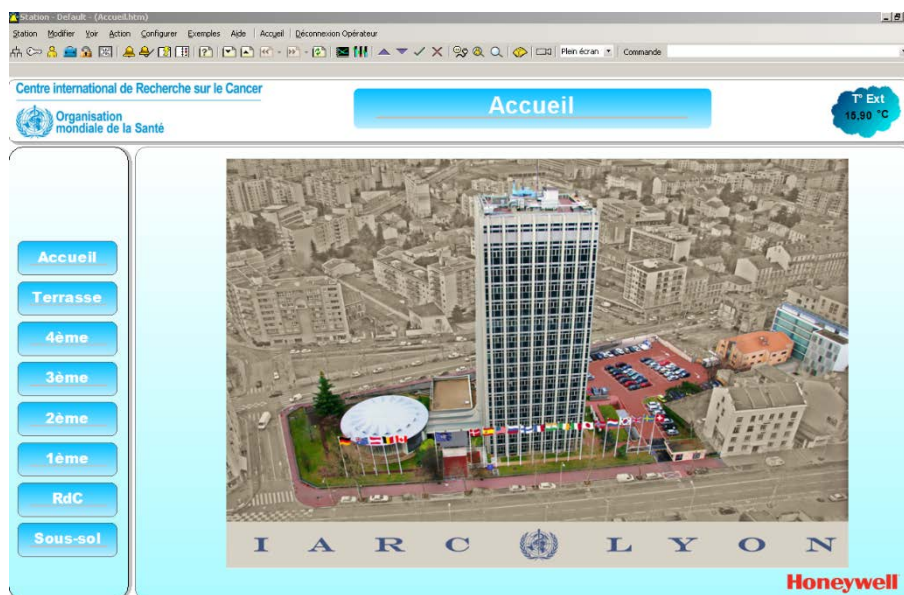 Station - Default - (Accueil.htm)
Station Modifier Voir Action Configurer Exemples Aide Accueil Déconnexion Opérateur
Plein écran Commande
Centre international de Recherche sur le Cancer
Organisation
mondiale de la Santé
Accueil
T° Ext
15,90 °C
Accueil
Terrasse
4ème
3ème
2ème
1ème
RdC
Sous-sol
IARC LYON
Honeywell